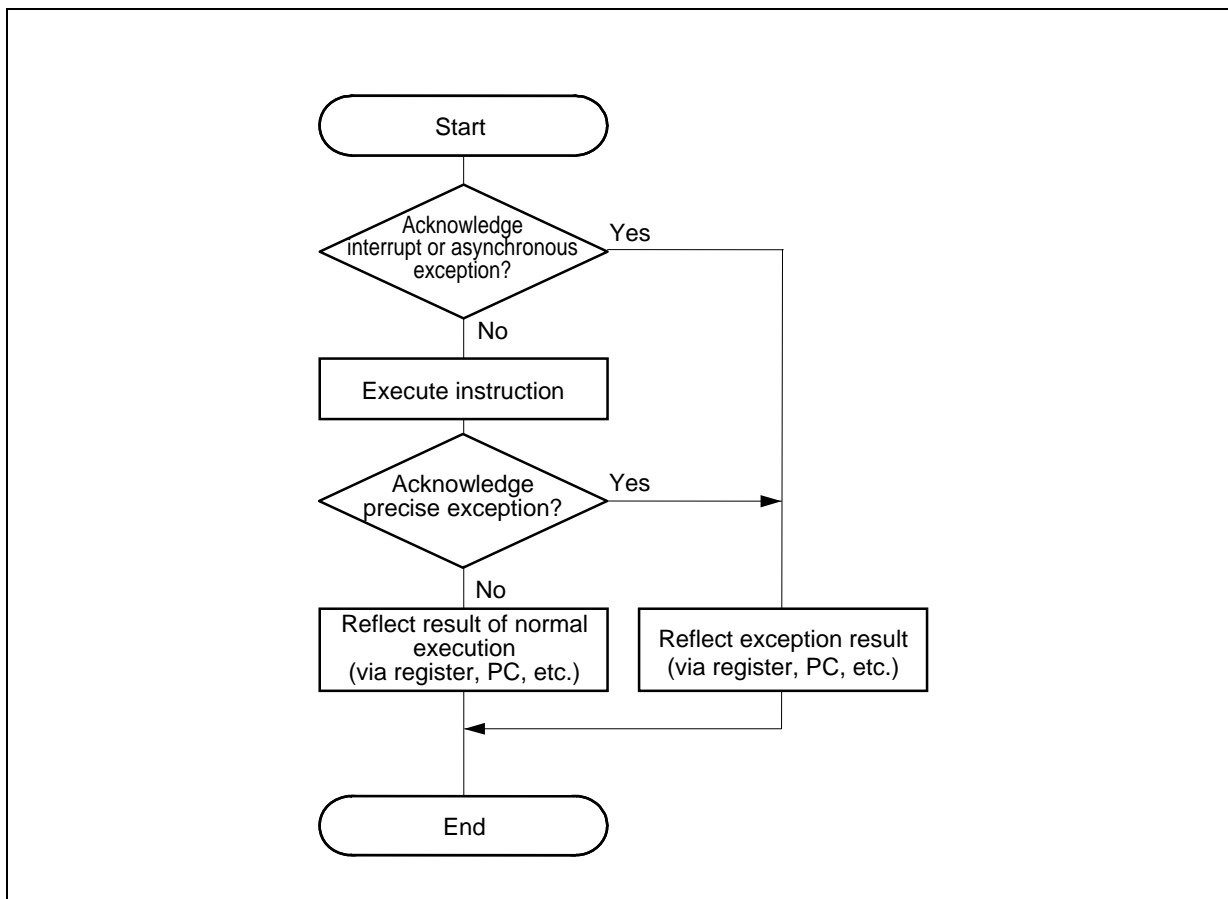 Start
Acknowledge
interrupt or asynchronous
exception?
Yes
No
Execute instruction
Acknowledge
precise exception?
Yes
No
Reflect result of normal
execution
(via register, PC, etc.)
Reflect exception result
(via register, PC, etc.)
End